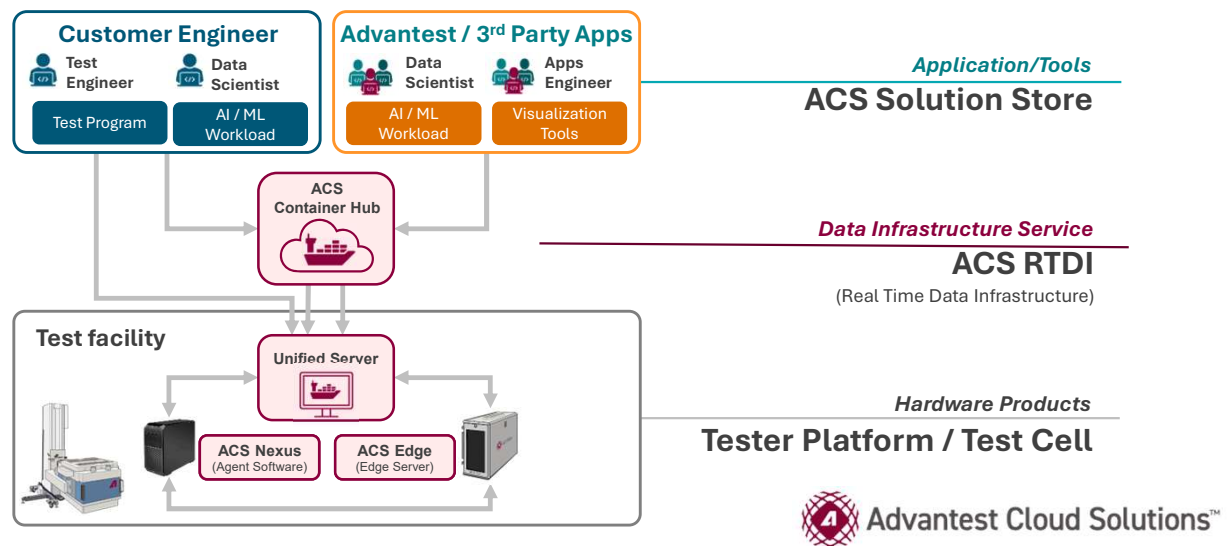 Customer Engineer
Test
Engineer
Data
Scientist
Test Program
AI / ML
Workload
Advantest / 3rd Party Apps
Data
Scientist
Apps
Engineer
AI / ML
Workload
Visualization
Tools
Application/Tools
ACS Solution Store
ACS
Container Hub
Data Infrastructure Service
ACS RTDI
(Real Time Data Infrastructure)
Test facility
Unified Server
ACS Nexus
(Agent Software)
ACS Edge
(Edge Server)
Hardware Products
Tester Platform / Test Cell
Advantest Cloud Solutions™